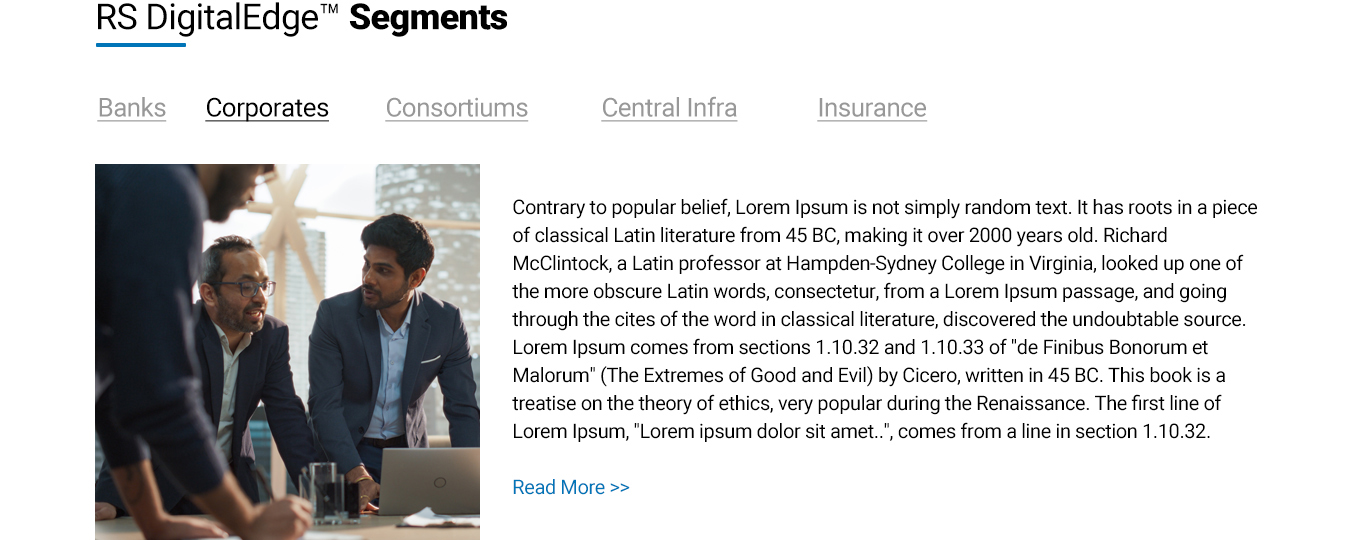 RS DigitalEdge™ Segments
Banks Corporates Consortiums Central Infra Insurance
Contrary to popular belief, Lorem Ipsum is not simply random text. It has roots in a piece
of classical Latin literature from 45 BC, making it over 2000 years old. Richard
McClintock, a Latin professor at Hampden-Sydney College in Virginia, looked up one of
the more obscure Latin words, consectetur, from a Lorem Ipsum passage, and going
through the cites of the word in classical literature, discovered the undoubtable source.
Lorem Ipsum comes from sections 1.10.32 and 1.10.33 of "de Finibus Bonorum et
Malorum" (The Extremes of Good and Evil) by Cicero, written in 45 BC. This book is a
treatise on the theory of ethics, very popular during the Renaissance. The first line of
Lorem Ipsum, "Lorem ipsum dolor sit amet..", comes from a line in section 1.10.32.
Read More >>